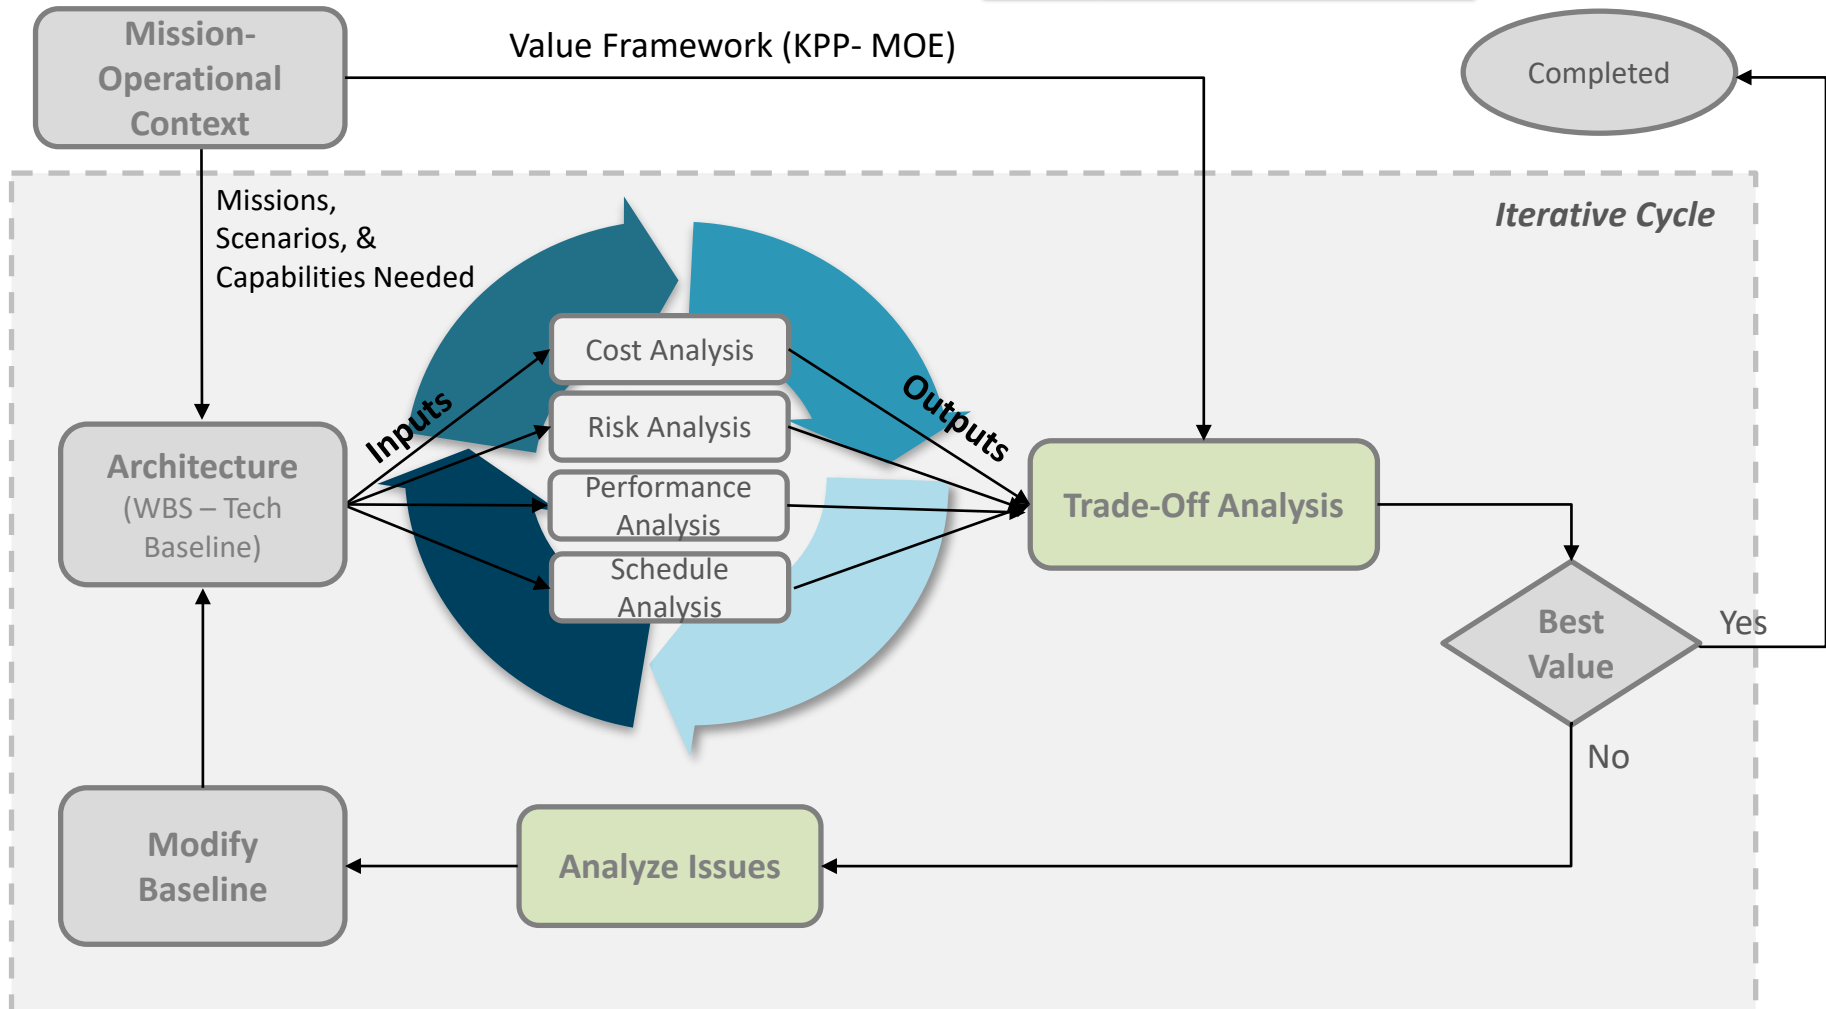 Mission-
Operational
Context
Value Framework (KPP- MOE)
Completed
Missions,
Scenarios, &
Capabilities Needed
Iterative Cycle
Inputs
Cost Analysis
Risk Analysis
Performance
Analysis
Schedule
Analysis
Outputs
Architecture
(WBS – Tech
Baseline)
Trade-Off Analysis
Best
Value
Yes
No
Modify
Baseline
Analyze Issues